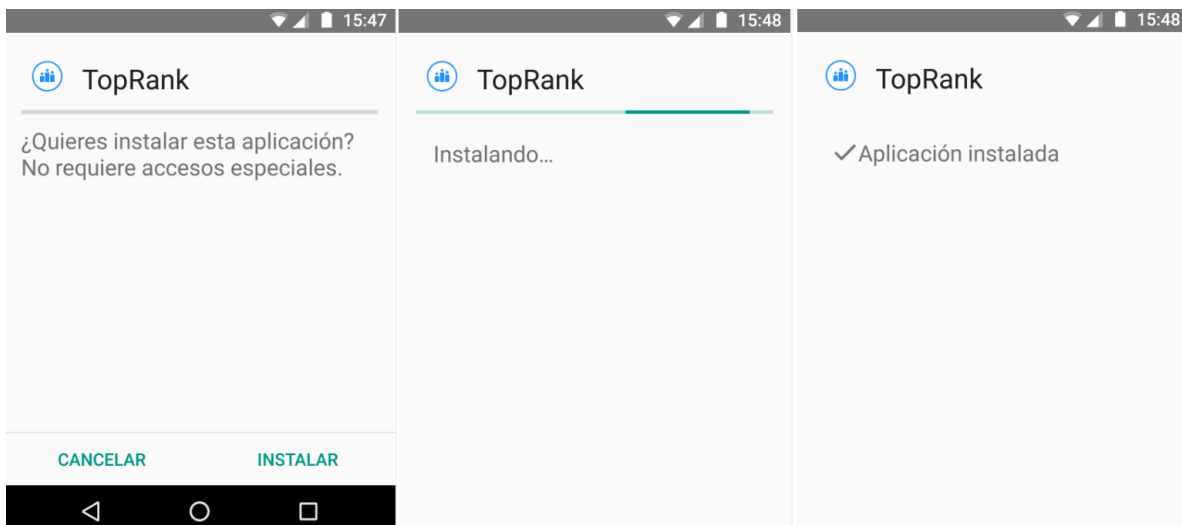 15:47
TopRank
¿Quieres instalar esta aplicación?
No requiere accesos especiales.
CANCELAR INSTALAR
15:48
TopRank
Instalando…
15:48
TopRank
Aplicación instalada